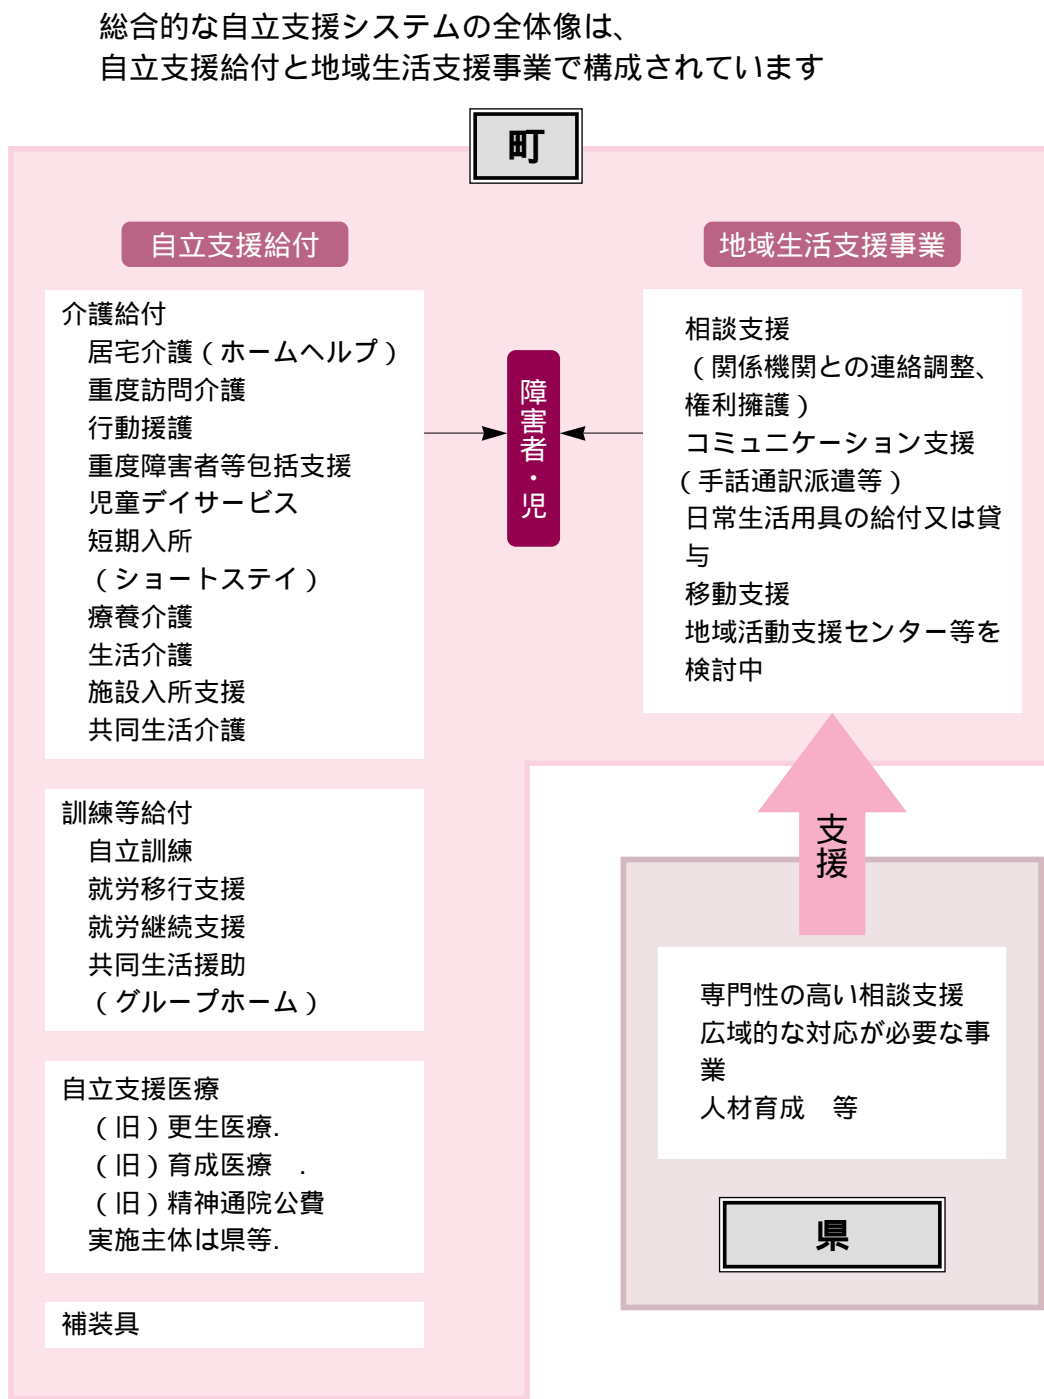 総合的な自立支援システムの全体像は、
自立支援給付と地域生活支援事業で構成されています
町
自立支援給付
介護給付
居宅介護（ホームヘルプ）
重度訪問介護
行動援護
重度障害者等包括支援
児童デイサービス
短期入所
（ショートステイ）
療養介護
生活介護
施設入所支援
共同生活介護
訓練等給付
自立訓練
就労移行支援
就労継続支援
共同生活援助
（グループホーム）
自立支援医療
（旧）更生医療.
（旧）育成医療　.
（旧）精神通院公費
実施主体は県等.
補装具
障害者・児
地域生活支援事業
相談支援
（関係機関との連絡調整、
権利擁護）
コミュニケーション支援
（手話通訳派遣等）
日常生活用具の給付又は貸
与
移動支援
地域活動支援センター等を
検討中
支援
専門性の高い相談支援
広域的な対応が必要な事
業
人材育成　等
県